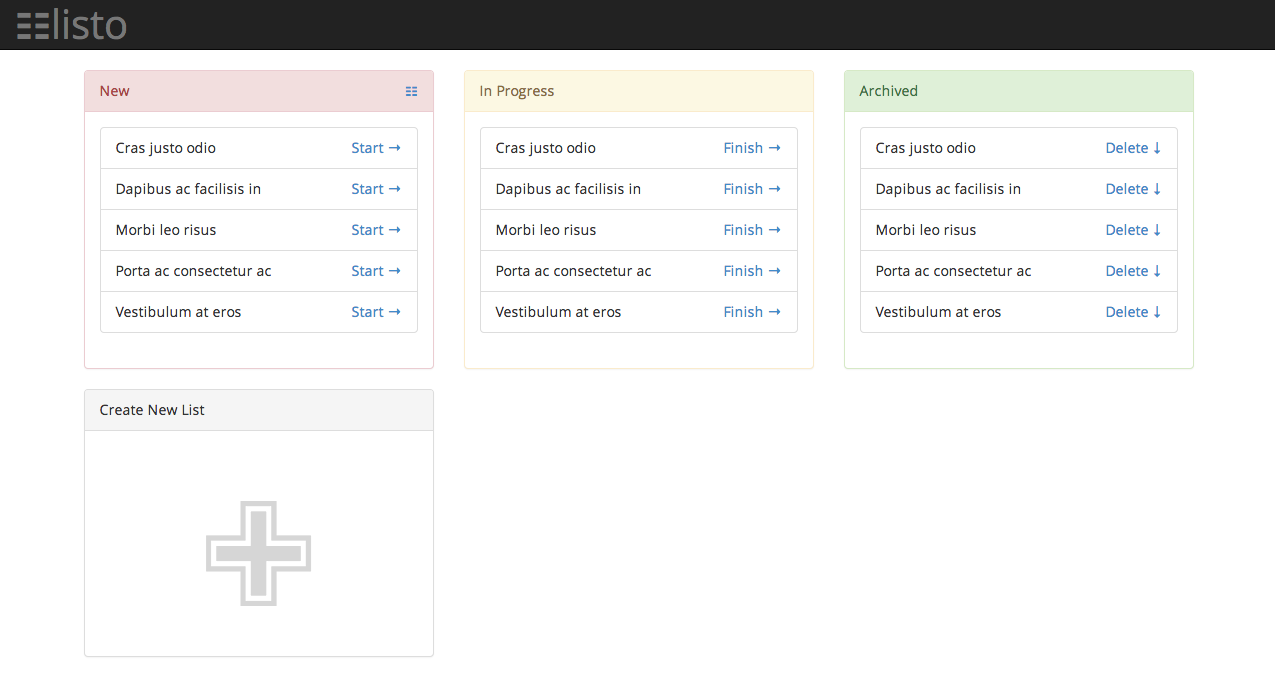 listo
New
Cras justo odio Start →
Dapibus ac facilisis in Start →
Morbi leo risus Start →
Porta ac consectetur ac Start →
Vestibulum at eros Start →
In Progress
Cras justo odio Finish →
Dapibus ac facilisis in Finish →
Morbi leo risus Finish →
Porta ac consectetur ac Finish →
Vestibulum at eros Finish →
Archived
Cras justo odio Delete ↓
Dapibus ac facilisis in Delete ↓
Morbi leo risus Delete ↓
Porta ac consectetur ac Delete ↓
Vestibulum at eros Delete ↓
Create New List